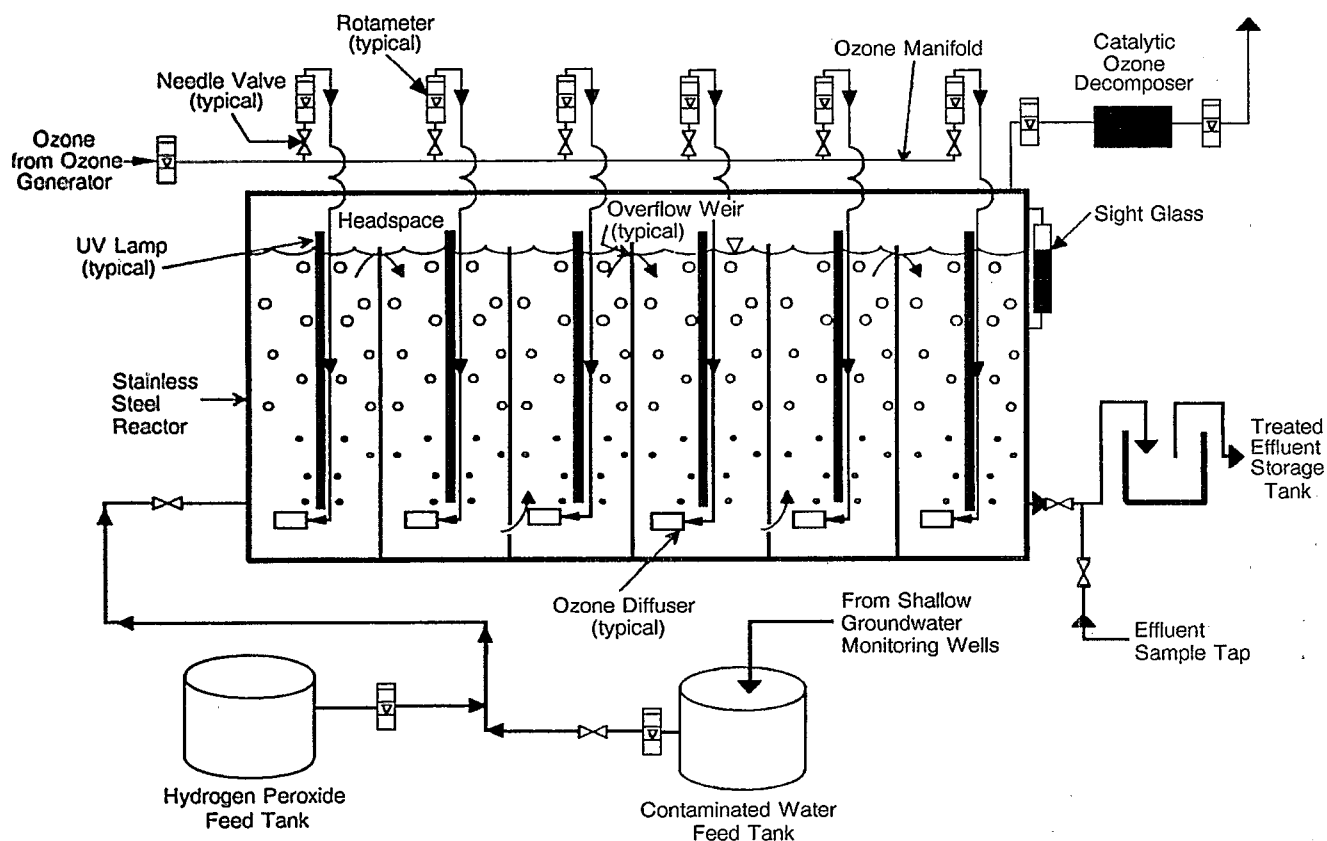 Rotameter
(typical)
Ozone Manifold
Catalytic
Ozone
Decomposer
Needle Valve
(typical)
Ozone
from Ozone
Generator
Headspace
Overflow Weir
(typical)
Sight Glass
UV Lamp
(typical)
Stainless
Steel
Reactor
Treated
Effluent
Storage
Tank
Ozone Diffuser
(typical)
From Shallow
Groundwater
Monitoring Wells
Effluent
Sample Tap
Hydrogen Peroxide
Feed Tank
Contaminated Water
Feed Tank